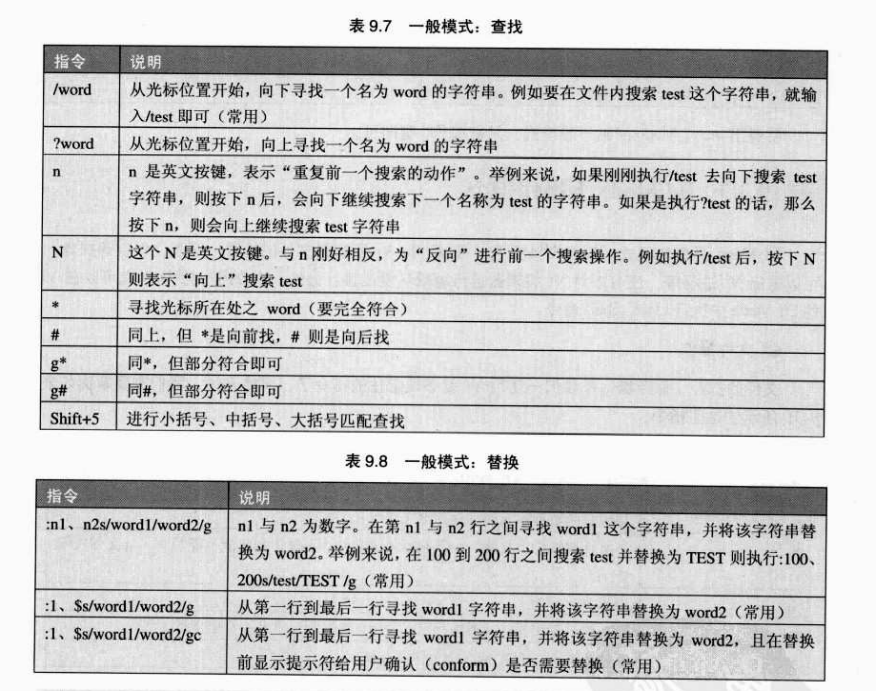 表 9.7 一般模式：查找
指令 说明
/word 从光标位置开始，向下寻找一个名为 word 的字符串。例如要在文件内搜索 test 这个字符串，就输
入/test 即可（常用）
?word 从光标位置开始，向上寻找一个名为 word 的字符串
n n 是英文按键，表示“重复前一个搜索的动作”。举例来说，如果刚刚执行/test 去向下搜索 test
字符串，则按下 n 后，会向下继续搜索下一个名称为 test 的字符串。如果是执行?test 的话，那么
按下 n，则会向上继续搜索 test 字符串
N 这个 N 是英文按键。与 n 刚好相反，为“反向”进行前一个搜索操作。例如执行/test 后，按下 N
则表示“向上”搜索 test
* 寻找光标所在处之 word（要完全符合）
# 同上，但 *是向前找，# 则是向后找
g* 同*，但部分符合即可
g# 同#，但部分符合即可
Shift+5 进行小括号、中括号、大括号匹配查找
表 9.8 一般模式：替换
指令 说明
:n1、n2s/word1/word2/g n1 与 n2 为数字。在第 n1 与 n2 行之间寻找 word1 这个字符串，并将该字符串替
换为 word2。举例来说，在 100 到 200 行之间搜索 test 并替换为 TEST 则执行:100、
200s/test/TEST /g（常用）
:1、$s/word1/word2/g 从第一行到最后一行寻找 word1 字符串，并将该字符串替换为 word2（常用）
:1、$s/word1/word2/gc 从第一行到最后一行寻找 word1 字符串，并将该字符串替换为 word2，且在替换
前显示提示符给用户确认（conform）是否需要替换（常用）